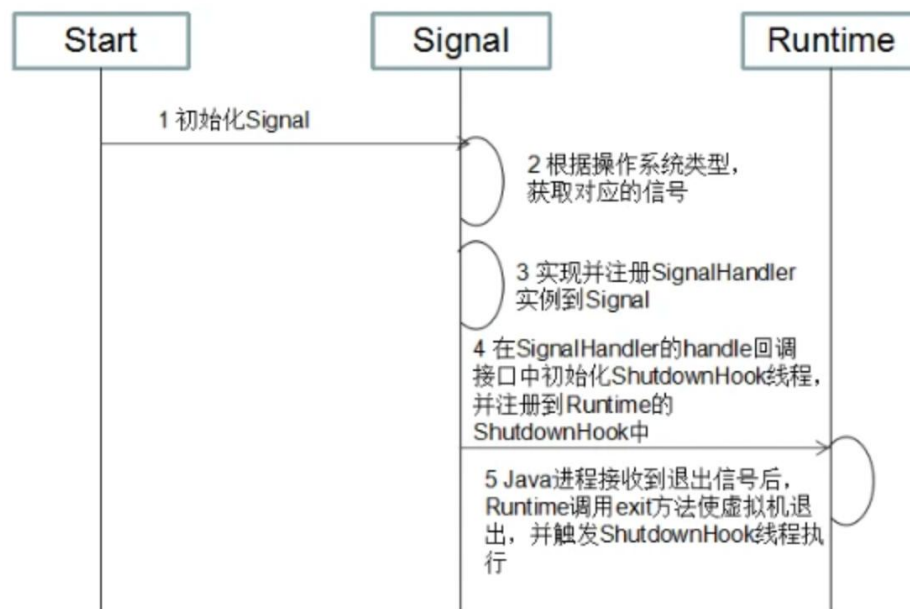 Start
Signal
Runtime
1 初始化Signal
2 根据操作系统类型，
获取对应的信号
3 实现并注册SignalHandler
实例到Signal
4 在SignalHandler的handle回调
接口中初始化ShutdownHook线程，
并注册到Runtime的
ShutdownHook中
5 Java进程接收到退出信号后，
Runtime调用exit方法使虚拟机退
出，并触发ShutdownHook线程执
行